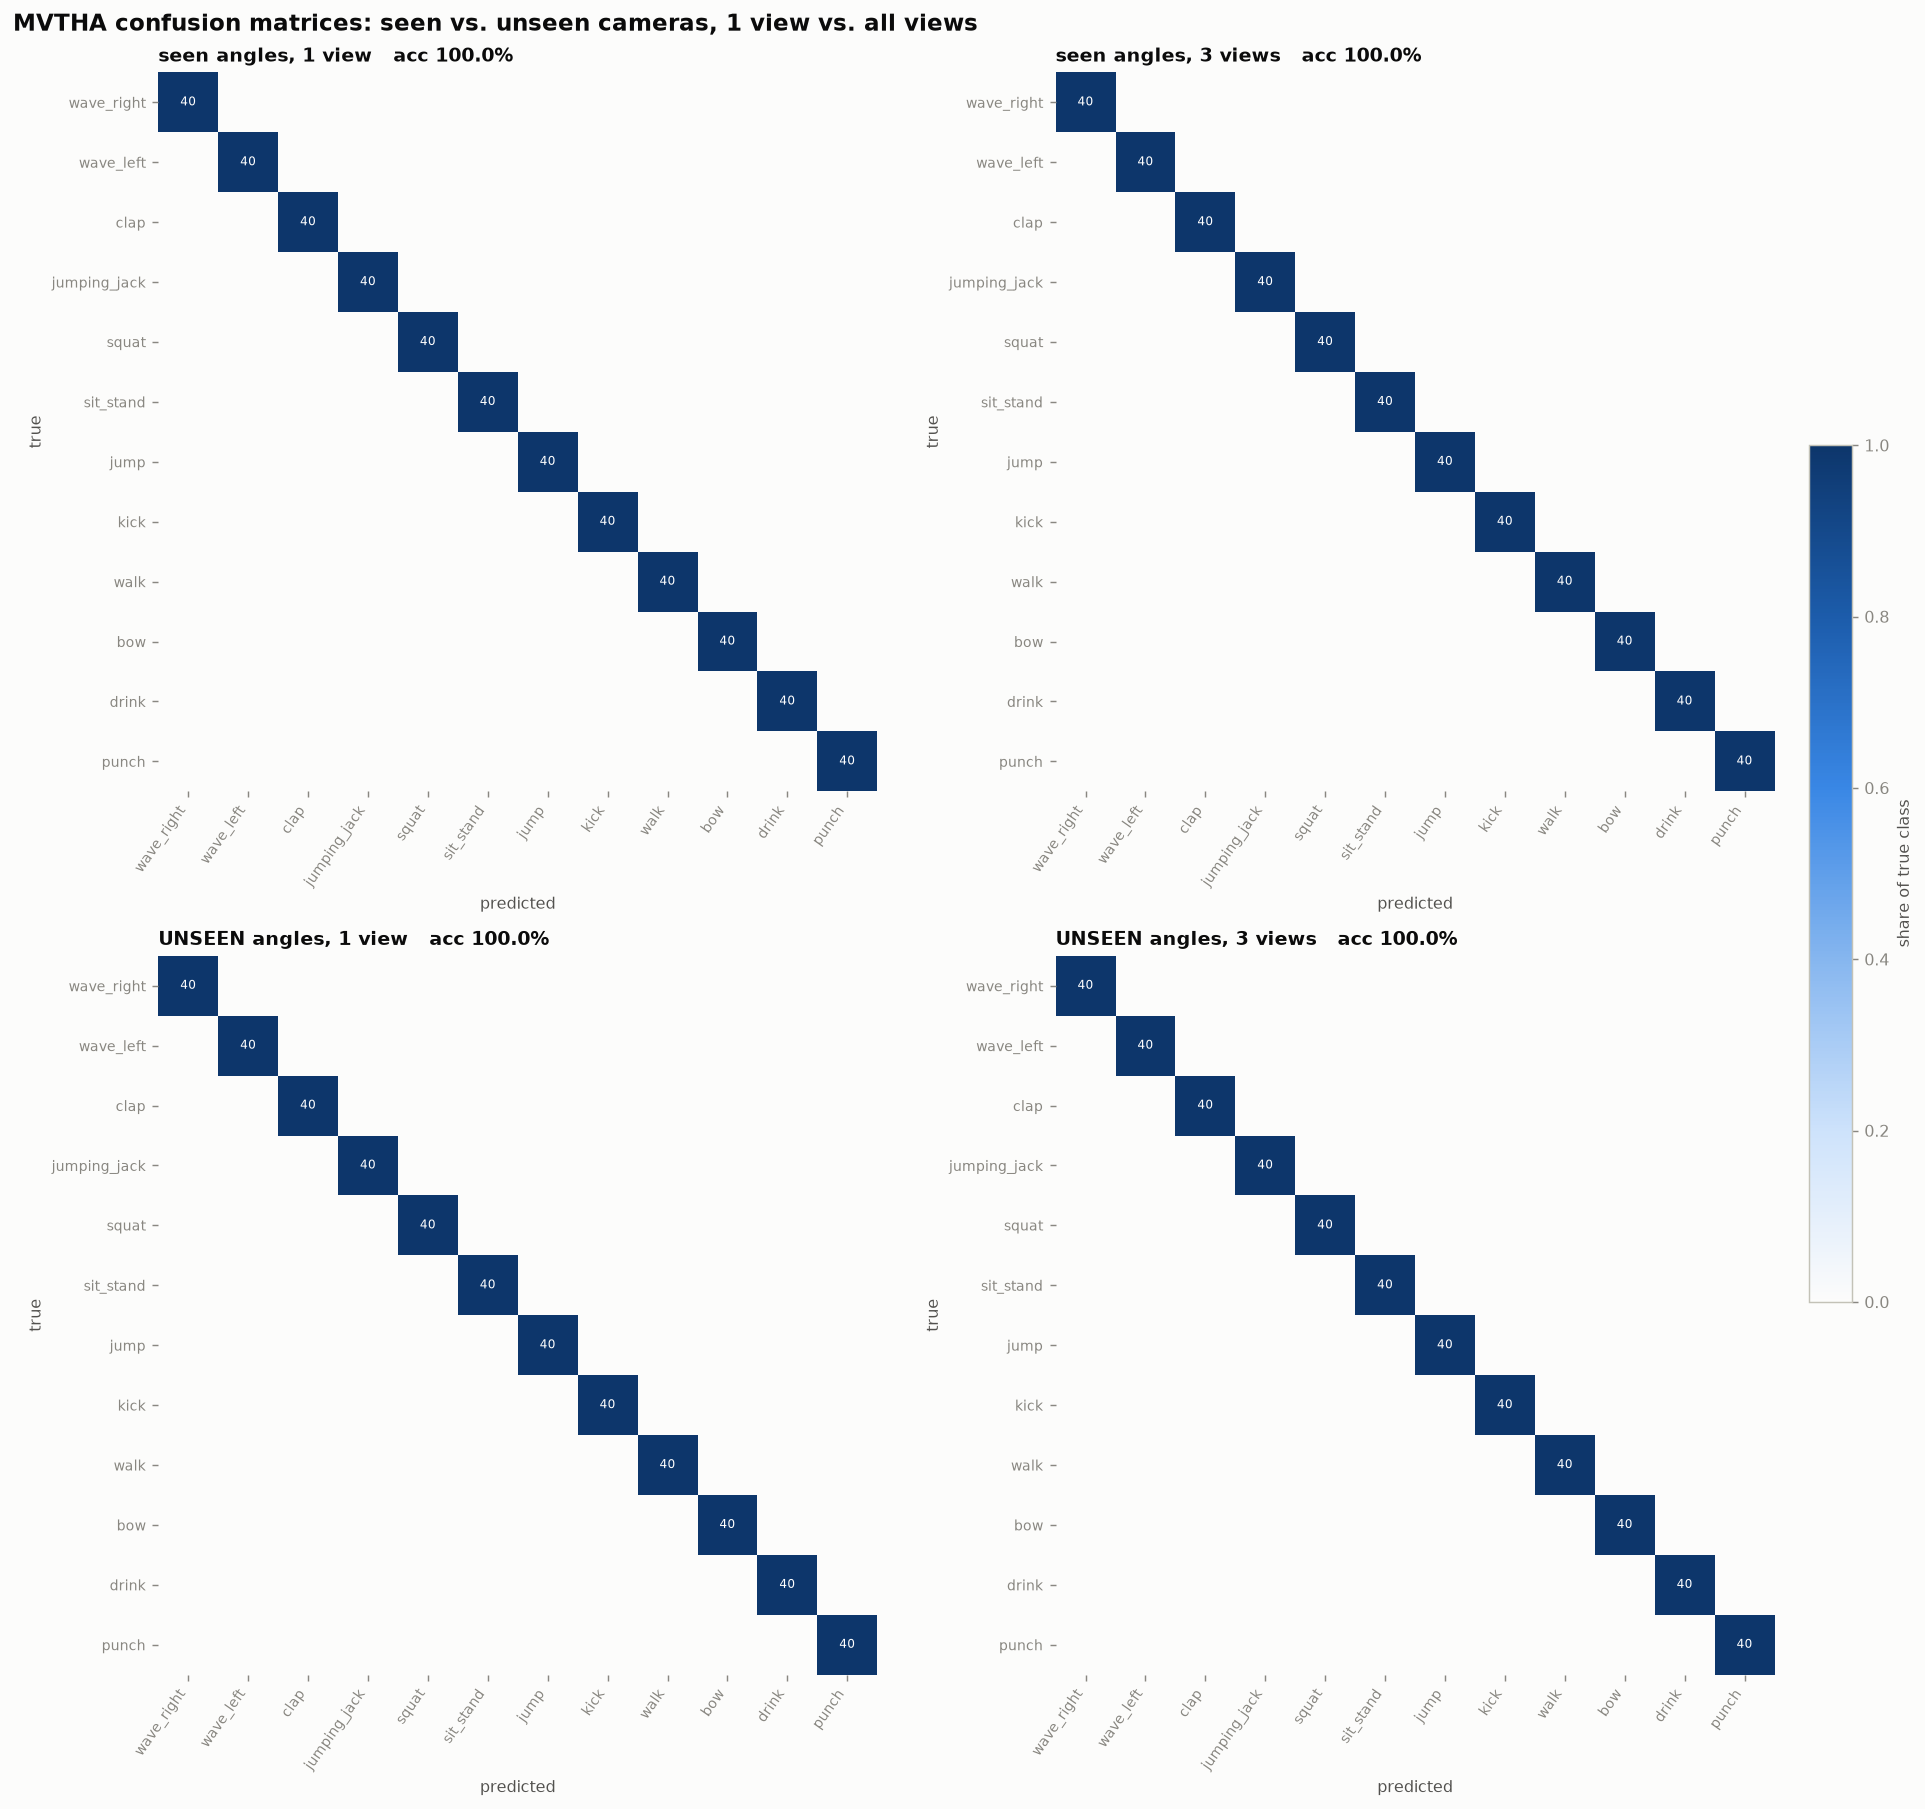 MVTHA confusion matrices: seen vs. unseen cameras, 1 view vs. all views
seen angles, 1 view   acc 100.0%
true
wave_right
wave_left
clap
jumping_jack
squat
sit_stand
jump
kick
walk
bow
drink
punch
40
40
40
40
40
40
40
40
40
40
40
40
wave_right
wave_left
clap
jumping_jack
squat
sit_stand
jump
kick
walk
bow
drink
punch
predicted
seen angles, 3 views   acc 100.0%
true
wave_right
wave_left
clap
jumping_jack
squat
sit_stand
jump
kick
walk
bow
drink
punch
40
40
40
40
40
40
40
40
40
40
40
40
wave_right
wave_left
clap
jumping_jack
squat
sit_stand
jump
kick
walk
bow
drink
punch
predicted
UNSEEN angles, 1 view   acc 100.0%
true
wave_right
wave_left
clap
jumping_jack
squat
sit_stand
jump
kick
walk
bow
drink
punch
40
40
40
40
40
40
40
40
40
40
40
40
wave_right
wave_left
clap
jumping_jack
squat
sit_stand
jump
kick
walk
bow
drink
punch
predicted
UNSEEN angles, 3 views   acc 100.0%
true
wave_right
wave_left
clap
jumping_jack
squat
sit_stand
jump
kick
walk
bow
drink
punch
40
40
40
40
40
40
40
40
40
40
40
40
wave_right
wave_left
clap
jumping_jack
squat
sit_stand
jump
kick
walk
bow
drink
punch
predicted
1.0
0.8
0.6
0.4
0.2
0.0
share of true class